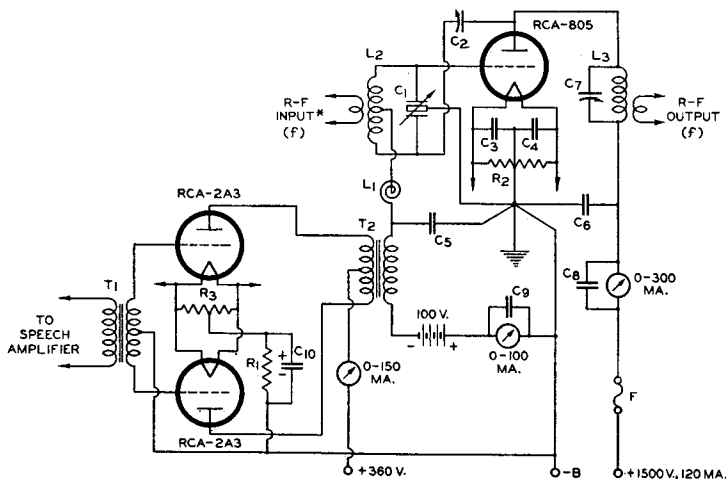 RCA-805
C2
L2
L3
C1
C7
R-F
INPUT*
(f)
R-F
OUTPUT
(f)
C3
C4
R2
RCA-2A3
L1
T2
C5
C6
T1
R3
C8
0-300
MA.
C9
100 V.
- +
TO
SPEECH
AMPLIFIER
R1
+
-
C10
0-150
MA.
0-100
MA.
F
RCA-2A3
+360 V.
-B
+1500 V., 120 MA.